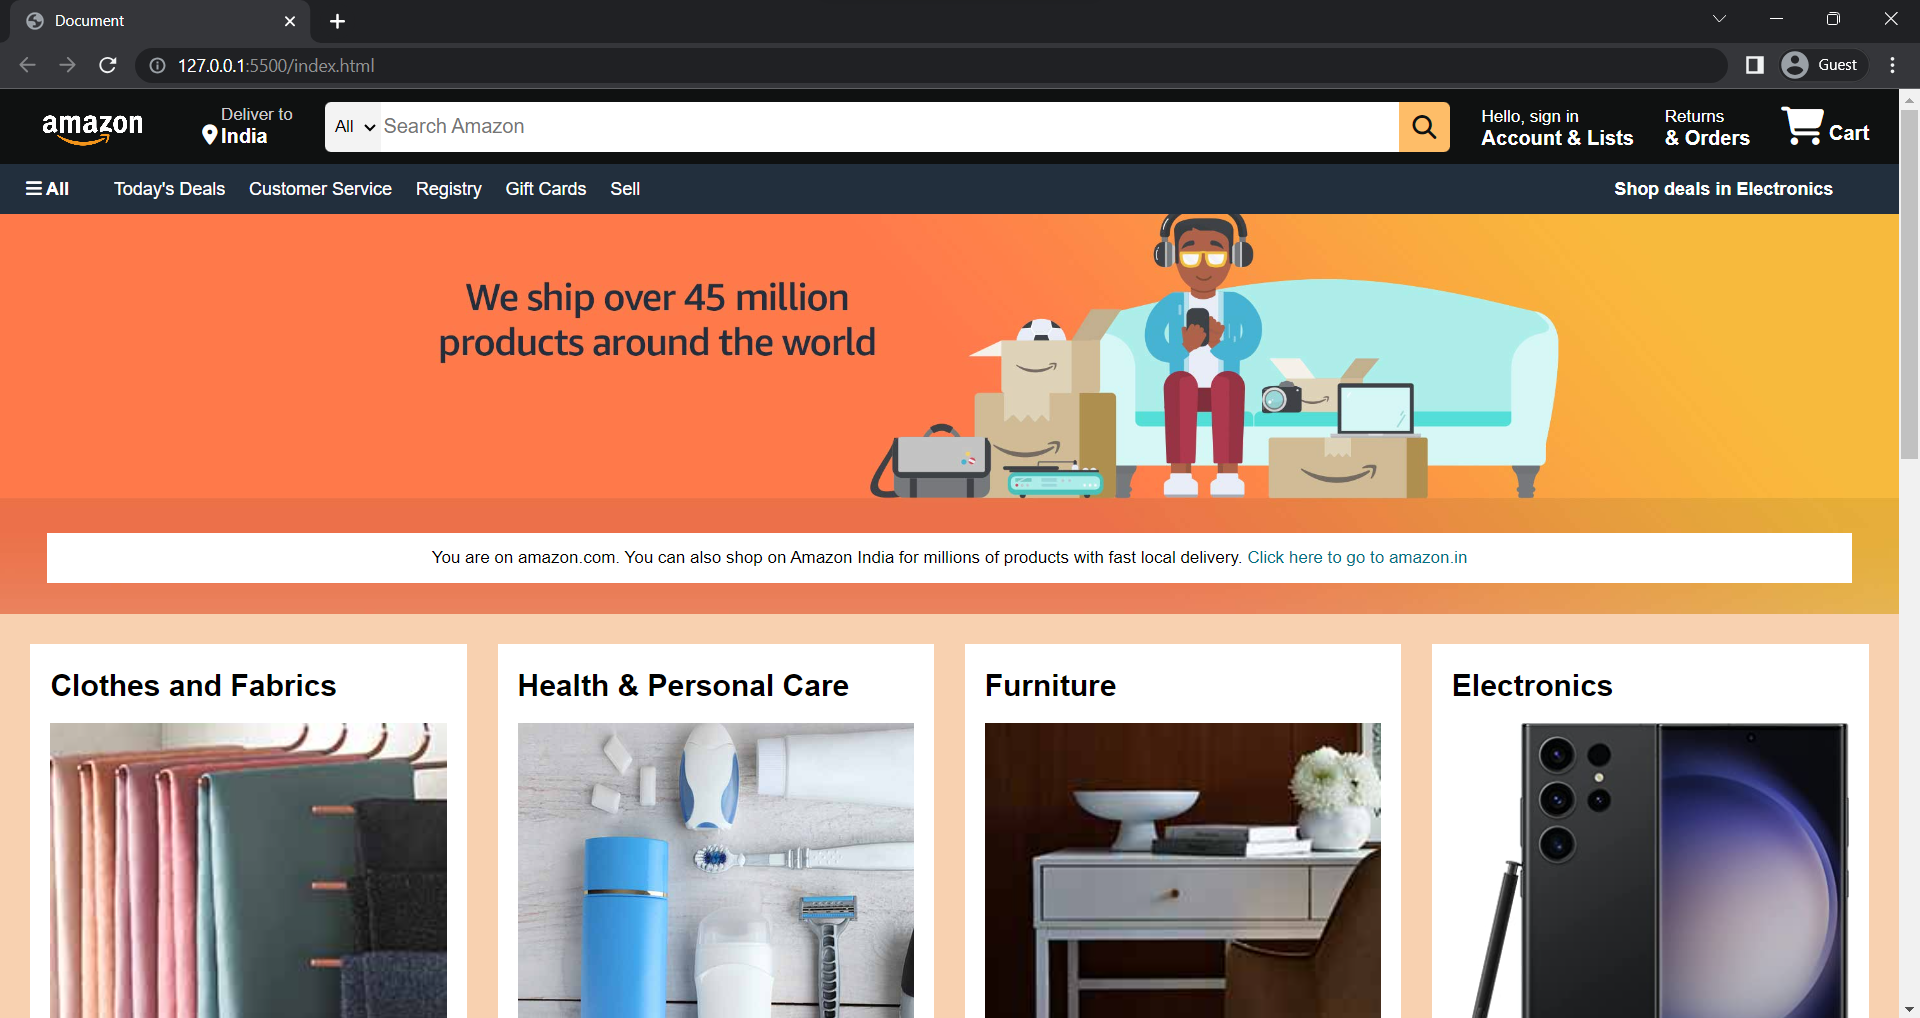 Document
127.0.0.1:5500/index.html
Guest
amazon
Deliver to
India
All
Search Amazon
Hello, sign in
Account & Lists
Returns
& Orders
Cart
All
Today's Deals
Customer Service
Registry
Gift Cards
Sell
Shop deals in Electronics
We ship over 45 million
products around the world
You are on amazon.com. You can also shop on Amazon India for millions of products with fast local delivery. Click here to go to amazon.in
Clothes and Fabrics
Health & Personal Care
Furniture
Electronics